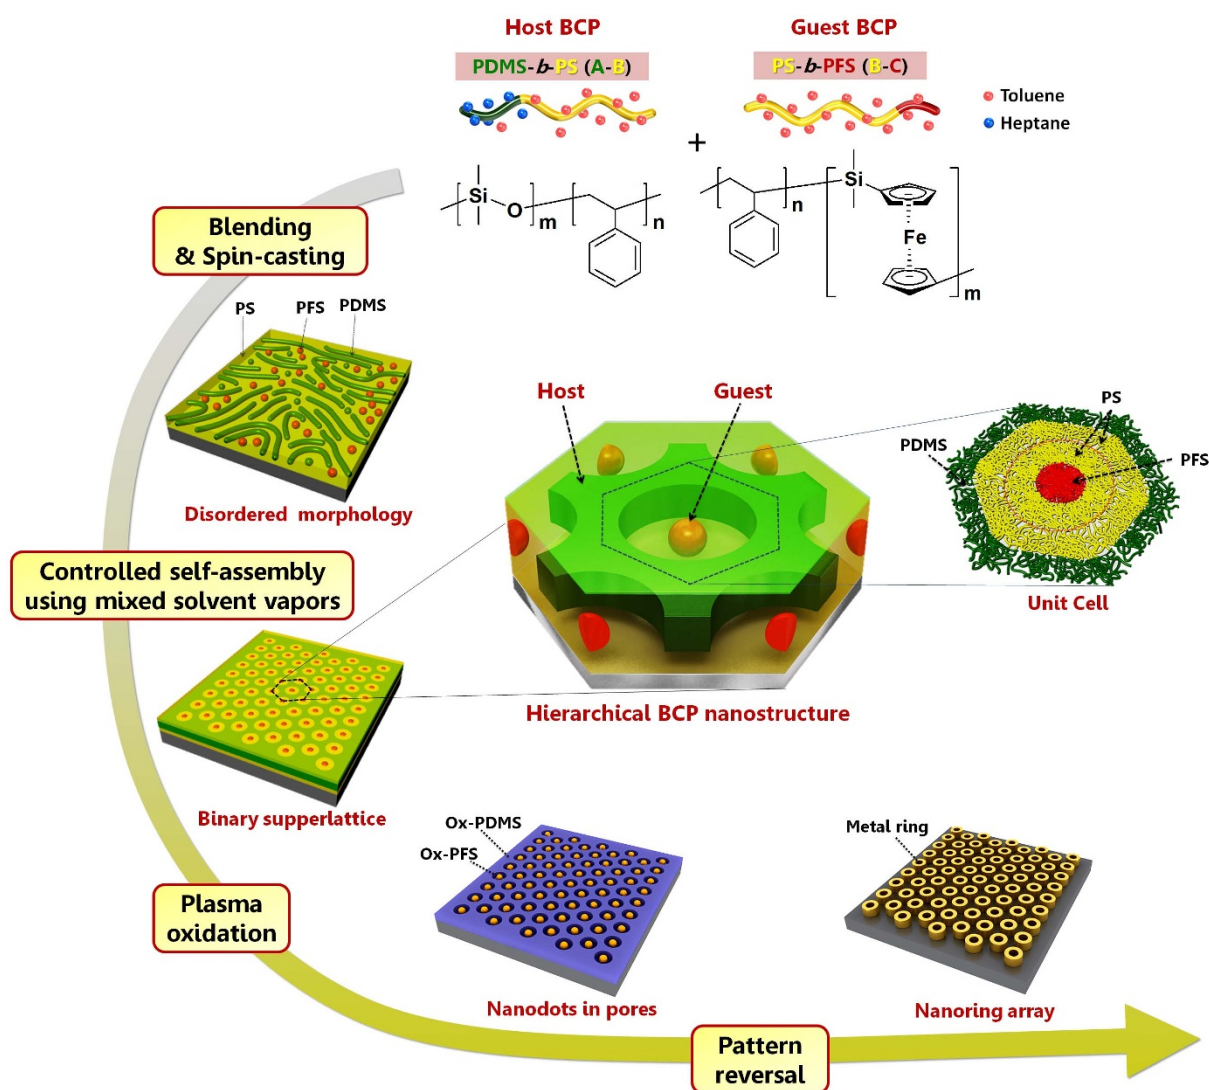 Host BCP
Guest BCP
PDMS-b-PS (A-B)
PS-b-PFS (B-C)
Toluene
Heptane
+
Si
O
m
n
n
Si
Fe
m
Blending
& Spin-casting
PS
PFS
PDMS
Disordered morphology
Host
Guest
PS
PDMS
PFS
Unit Cell
Controlled self-assembly
using mixed solvent vapors
Hierarchical BCP nanostructure
Binary supperlattice
Ox-PDMS
Ox-PFS
Metal ring
Plasma
oxidation
Nanodots in pores
Nanoring array
Pattern
reversal